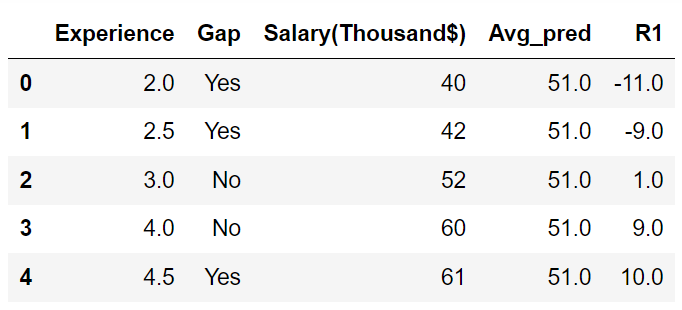 Experience Gap Salary(Thousand$) Avg_pred R1
0 2.0 Yes 40 51.0 -11.0
1 2.5 Yes 42 51.0 -9.0
2 3.0 No 52 51.0 1.0
3 4.0 No 60 51.0 9.0
4 4.5 Yes 61 51.0 10.0